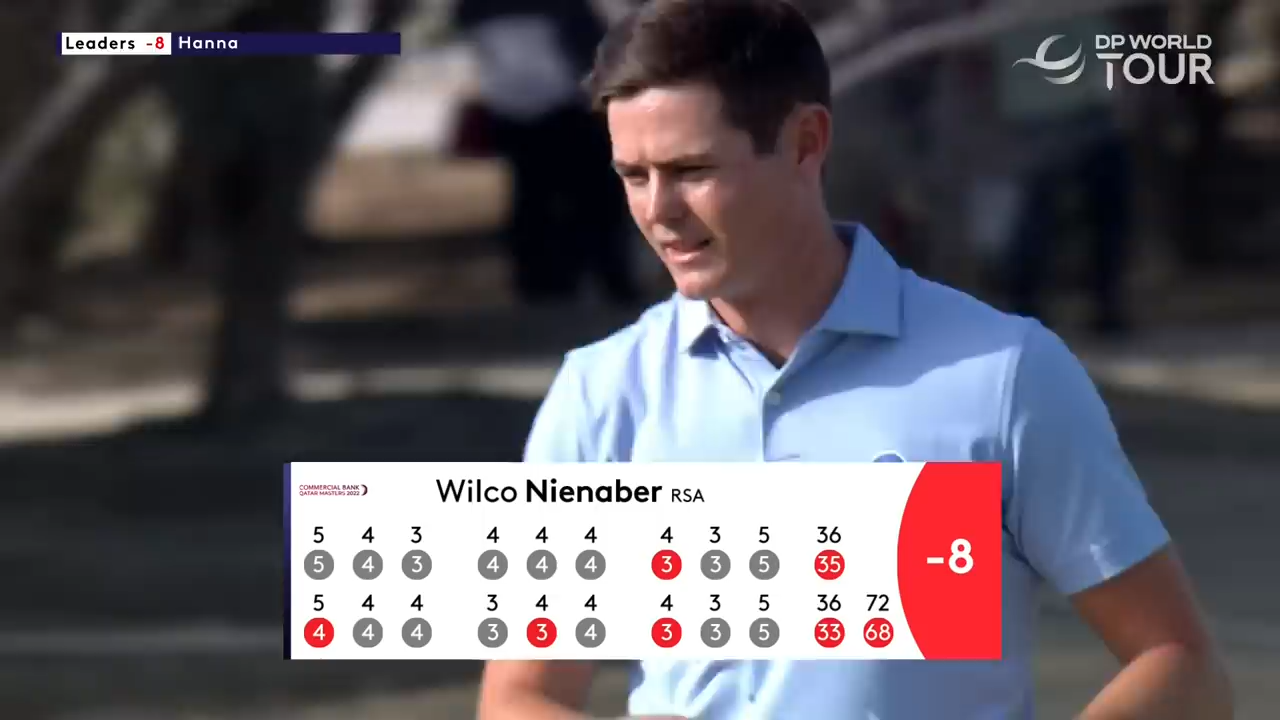 Leaders -8 Hanna
DP WORLD
TOUR
COMMERCIAL BANK
QATAR MASTERS 2022
Wilco Nienaber RSA
5 4 3 4 4 4 4 3 5 36
5 4 3 4 4 4 3 3 5 35
-8
5 4 4 3 4 4 4 3 5 36 72
4 4 4 3 3 4 3 3 5 33 68